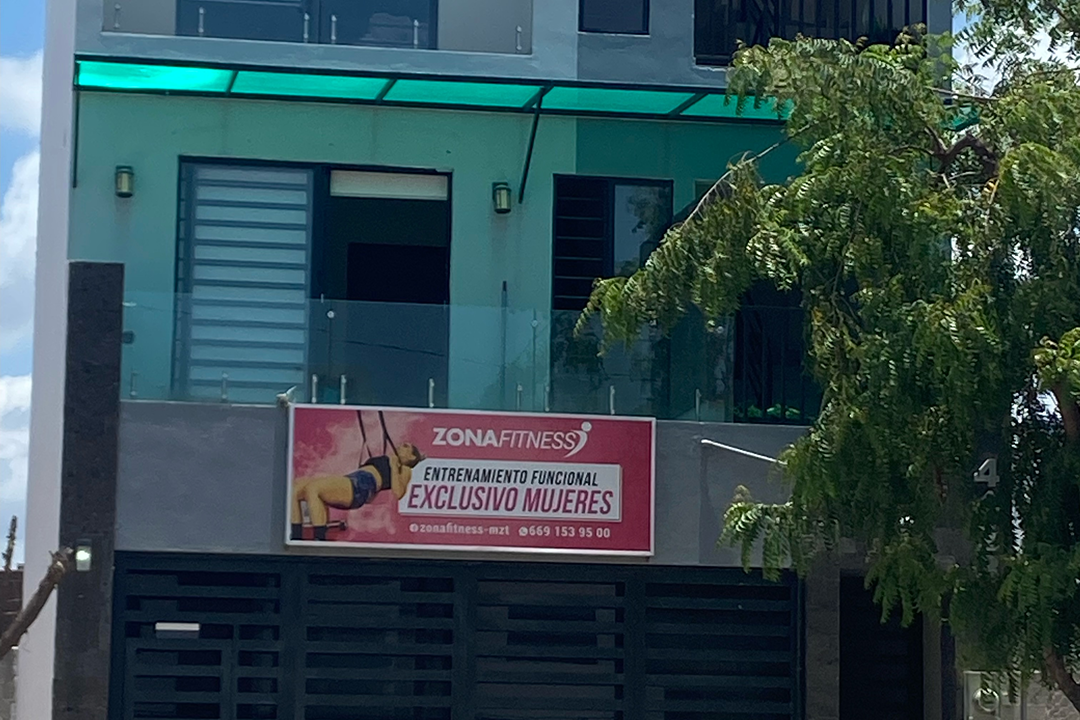 ZONAFITNESS
ENTRENAMIENTO FUNCIONAL
EXCLUSIVO MUJERES
zonafitness-mzt 669 153 95 00
4